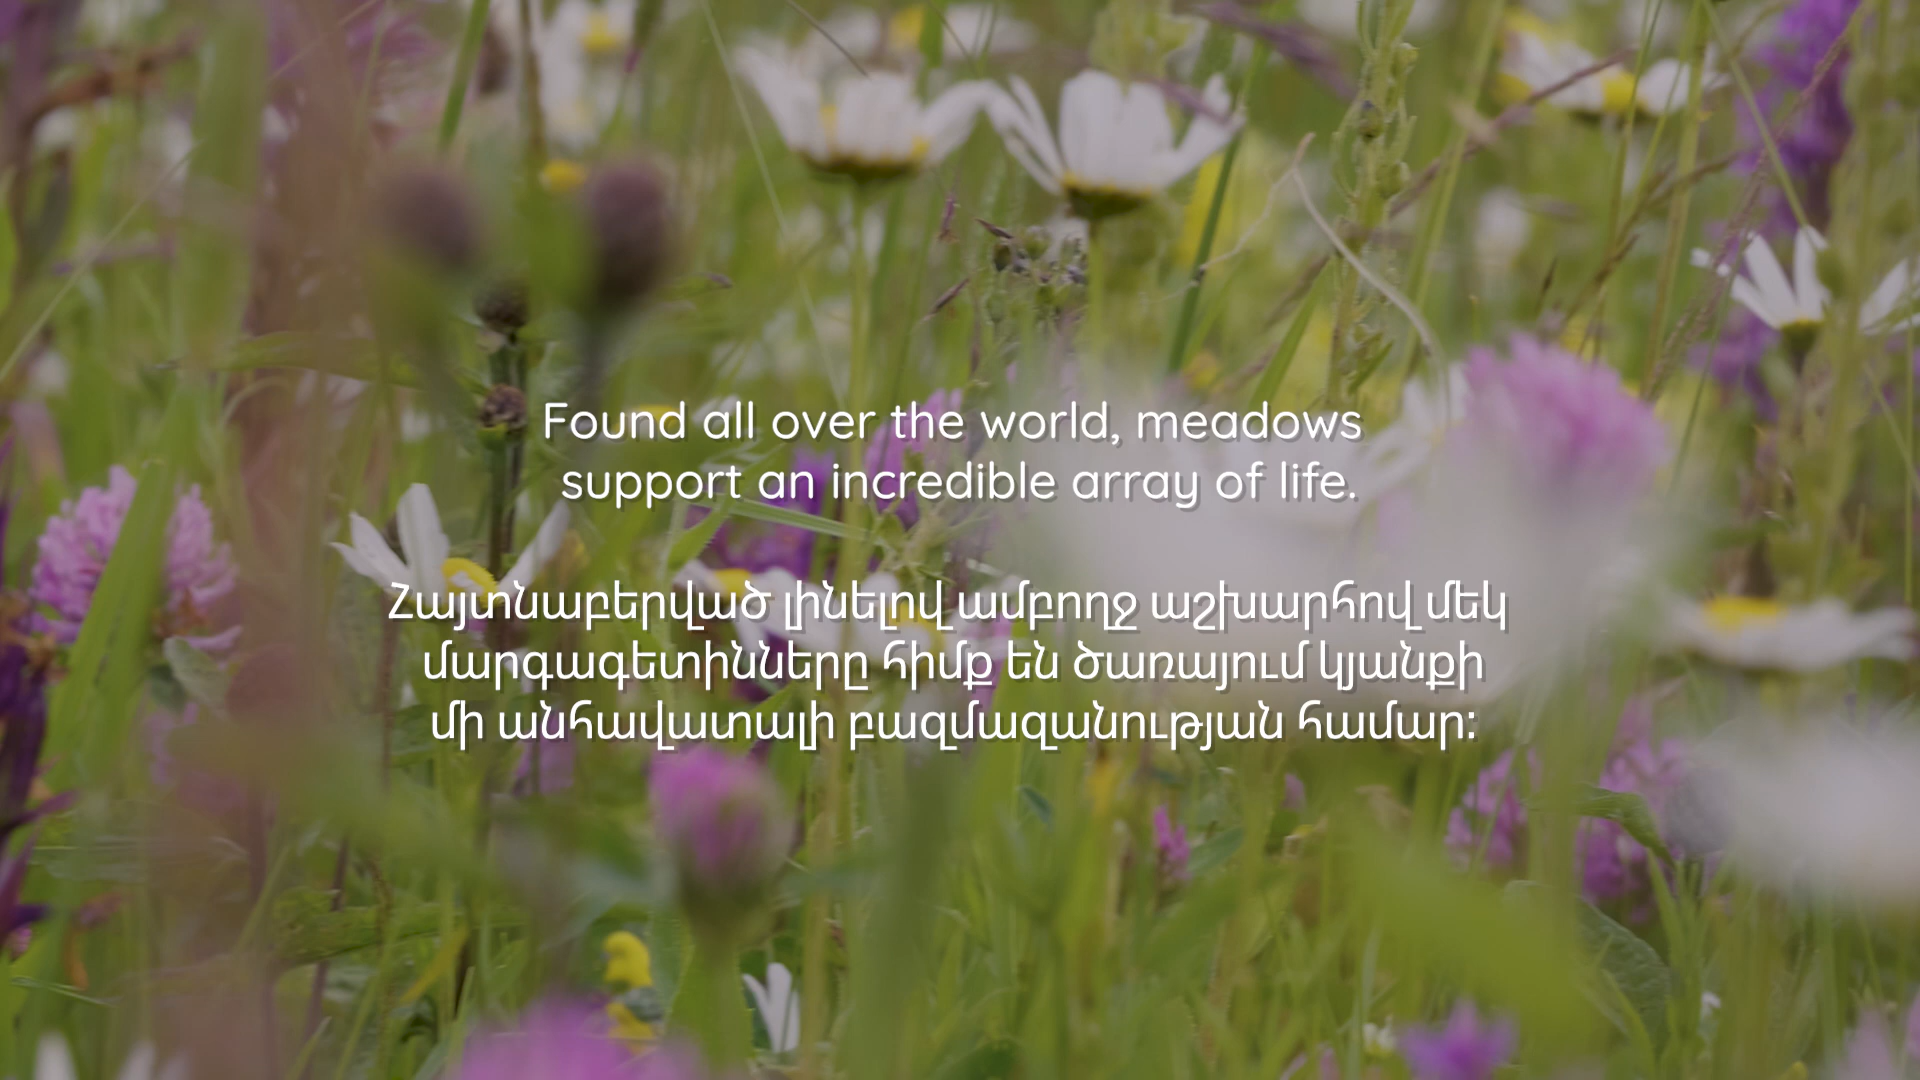 Found all over the world, meadows
support an incredible array of life.
Հայտնաբերված լինելով ամբողջ աշխարհով մեկ
մարգագետինները հիմք են ծառայում կյանքի
մի անհավատալի բազմազանության համար: